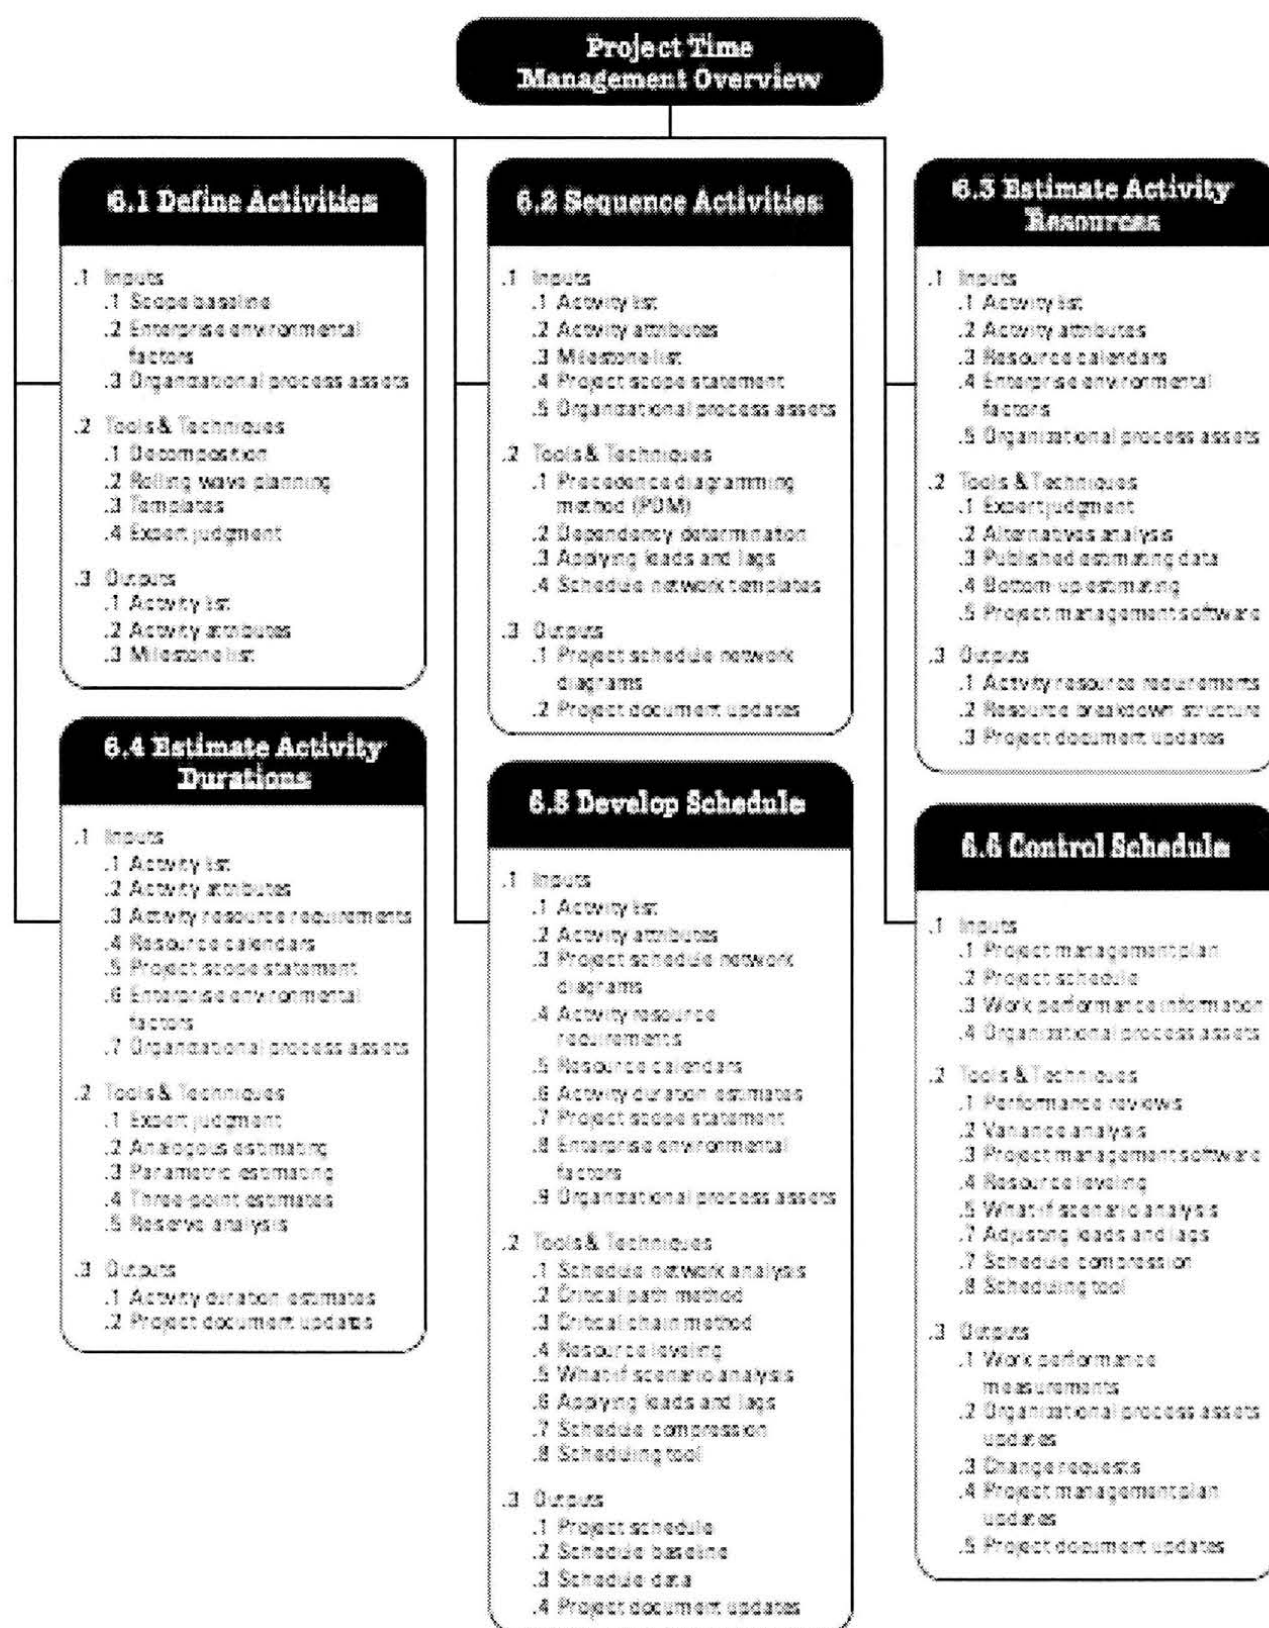 Project Time
Management Overview
6.1 Define Activities
.1 Inputs
.1 Scope baseline
.2 Enterprise environmental
factors
.3 Organizational process assets
.2 Tools & Techniques
.1 Decomposition
.2 Rolling wave planning
.3 Templates
.4 Expert judgment
.3 Outputs
.1 Activity list
.2 Activity attributes
.3 Milestone list
6.2 Sequence Activities
.1 Inputs
.1 Activity list
.2 Activity attributes
.3 Milestone list
.4 Project scope statement
.5 Organizational process assets
.2 Tools & Techniques
.1 Precedence diagramming
method (PDM)
.2 Dependency determination
.3 Applying leads and lags
.4 Schedule network templates
.3 Outputs
.1 Project schedule network
diagrams
.2 Project document updates
6.3 Estimate Activity
Resources
.1 Inputs
.1 Activity list
.2 Activity attributes
.3 Resource calendars
.4 Enterprise environmental
factors
.5 Organizational process assets
.2 Tools & Techniques
.1 Expert judgment
.2 Alternatives analysis
.3 Published estimating data
.4 Bottom-up estimating
.5 Project management software
.3 Outputs
.1 Activity resource requirements
.2 Resource breakdown structure
.3 Project document updates
6.4 Estimate Activity
Durations
.1 Inputs
.1 Activity list
.2 Activity attributes
.3 Activity resource requirements
.4 Resource calendars
.5 Project scope statement
.6 Enterprise environmental
factors
.7 Organizational process assets
.2 Tools & Techniques
.1 Expert judgment
.2 Analogous estimating
.3 Parametric estimating
.4 Three-point estimates
.5 Reserve analysis
.3 Outputs
.1 Activity duration estimates
.2 Project document updates
6.5 Develop Schedule
.1 Inputs
.1 Activity list
.2 Activity attributes
.3 Project schedule network
diagrams
.4 Activity resource
requirements
.5 Resource calendars
.6 Activity duration estimates
.7 Project scope statement
.8 Enterprise environmental
factors
.9 Organizational process assets
.2 Tools & Techniques
.1 Schedule network analysis
.2 Critical path method
.3 Critical chain method
.4 Resource leveling
.5 What-if scenario analysis
.6 Applying leads and lags
.7 Schedule compression
.8 Scheduling tool
.3 Outputs
.1 Project schedule
.2 Schedule baseline
.3 Schedule data
.4 Project document updates
6.6 Control Schedule
.1 Inputs
.1 Project management plan
.2 Project schedule
.3 Work performance information
.4 Organizational process assets
.2 Tools & Techniques
.1 Performance reviews
.2 Variance analysis
.3 Project management software
.4 Resource leveling
.5 What-if scenario analysis
.7 Adjusting leads and lags
.7 Schedule compression
.8 Scheduling tool
.3 Outputs
.1 Work performance
measurements
.2 Organizational process assets
updates
.3 Change requests
.4 Project management plan
updates
.5 Project document updates